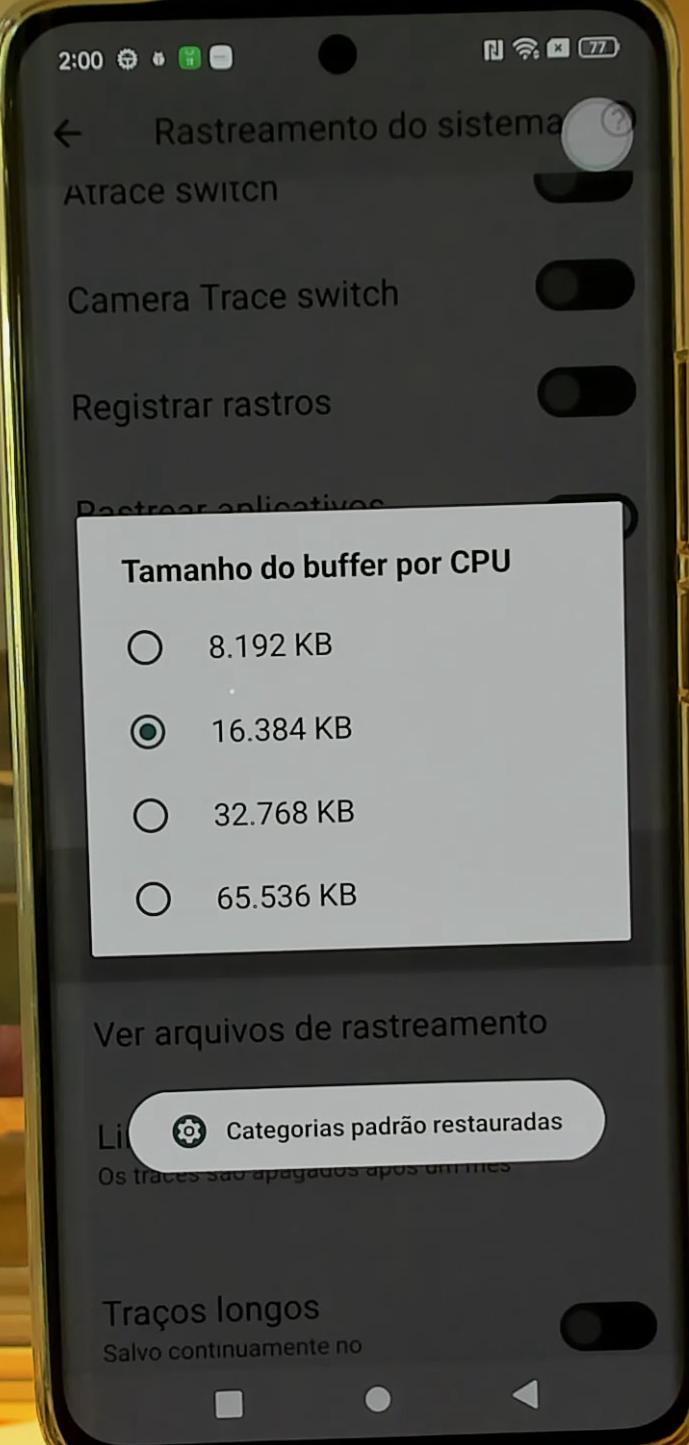 2:00
77
Rastreamento do sistema
?
Atrace switch
Camera Trace switch
Registrar rastros
Rastrear aplicativos
Tamanho do buffer por CPU
8.192 KB
16.384 KB
32.768 KB
65.536 KB
Ver arquivos de rastreamento
Li
Categorias padrão restauradas
Os traces são apagados após um mês
Traços longos
Salvo continuamente no